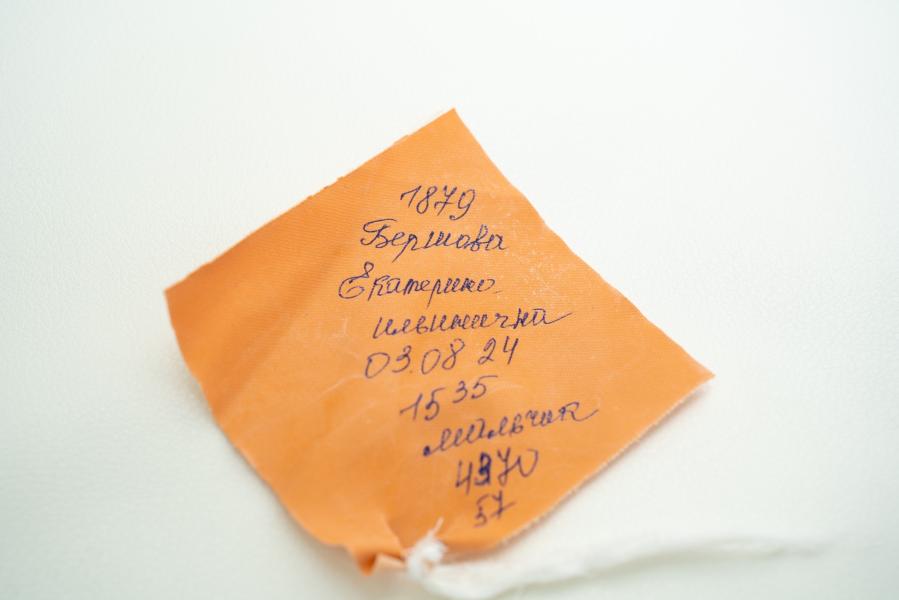 1879
Бершова
Екатерина
Ильинична
03.08 24
15 35
мальчик
4370
57